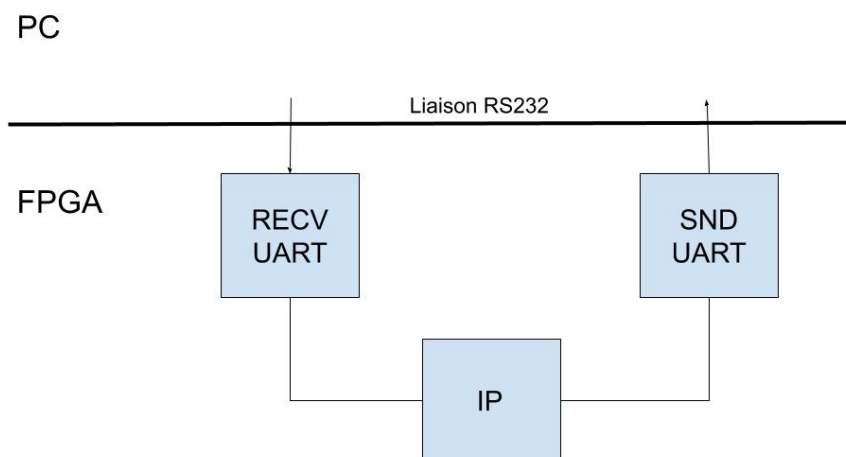 PC
Liaison RS232
FPGA
RECV
UART
SND
UART
IP